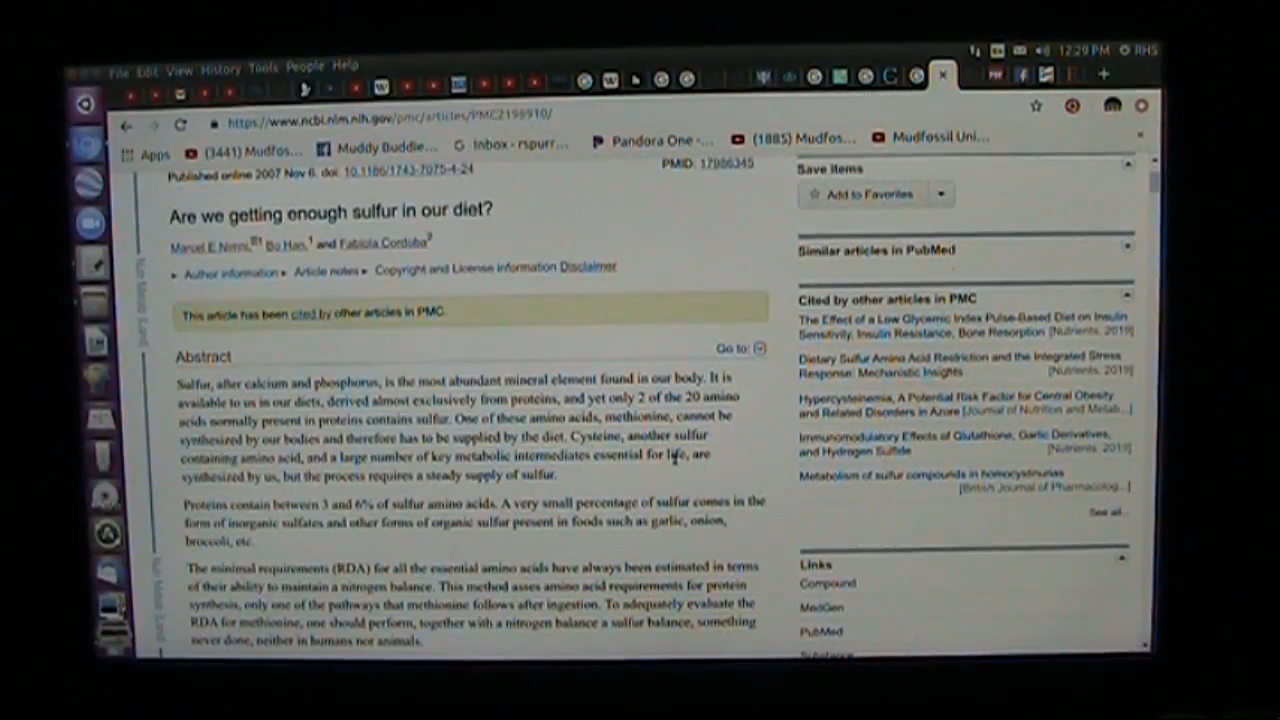 File Edit View History Tools People Help
12:29 PM RHS
https://www.ncbi.nlm.nih.gov/pmc/articles/PMC2198910/
Apps (3441) Mudfos... Muddy Buddie... Inbox - rspurr... Pandora One -... (1885) Mudfos... Mudfossil Uni...
Published online 2007 Nov 6. doi: 10.1186/1743-7075-4-24
PMID: 17986345
Are we getting enough sulfur in our diet?
Marcel E Nimni, 1 Bo Han, 1 and Fabiola Cordoba 2
Author information Article notes Copyright and License information Disclaimer
This article has been cited by other articles in PMC.
Abstract
Go to:
Sulfur, after calcium and phosphorus, is the most abundant mineral element found in our body. It is
available to us in our diets, derived almost exclusively from proteins, and yet only 2 of the 20 amino
acids normally present in proteins contains sulfur. One of these amino acids, methionine, cannot be
synthesized by our bodies and therefore has to be supplied by the diet. Cysteine, another sulfur
containing amino acid, and a large number of key metabolic intermediates essential for life, are
synthesized by us, but the process requires a steady supply of sulfur.
Proteins contain between 3 and 6% of sulfur amino acids. A very small percentage of sulfur comes in the
form of inorganic sulfates and other forms of organic sulfur present in foods such as garlic, onion,
broccoli, etc.
The minimal requirements (RDA) for all the essential amino acids have always been estimated in terms
of their ability to maintain a nitrogen balance. This method asses amino acid requirements for protein
synthesis, only one of the pathways that methionine follows after ingestion. To adequately evaluate the
RDA for methionine, one should perform, together with a nitrogen balance a sulfur balance, something
never done, neither in humans not animals.
Save items
Add to Favorites
Similar articles in PubMed
Cited by other articles in PMC
The Effect of a Low Glycemic Index Pulse-Based Diet on Insulin
Sensitivity, Insulin Resistance, Bone Resorption [Nutrients. 2019]
Dietary Sulfur Amino Acid Restriction and the Integrated Stress
Response: Mechanistic Insights [Nutrients. 2019]
Hypercysteinemia, A Potential Risk Factor for Central Obesity
and Related Disorders in Azore [Journal of Nutrition and Metab...]
Immunomodulatory Effects of Glutathione, Garlic Derivatives,
and Hydrogen Sulfide [Nutrients. 2019]
Metabolism of sulfur compounds in homocystinurias
[British Journal of Pharmacolog...]
See all...
Links
Compound
MedGen
PubMed
Substance